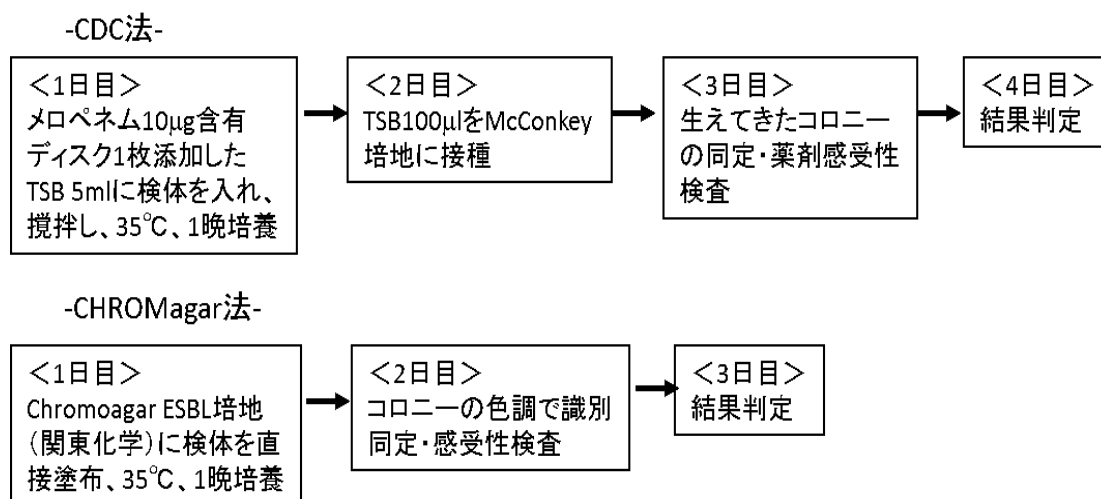 -CDC法-
＜1日目＞
メロペネム10μg含有
ディスク1枚添加した
TSB 5mlに検体を入れ、
撹拌し、35℃、1晩培養
＜2日目＞
TSB100μlをMcConkey
培地に接種
＜3日目＞
生えてきたコロニー
の同定・薬剤感受性
検査
＜4日目＞
結果判定
-CHROMagar法-
＜1日目＞
Chromoagar ESBL培地
（関東化学）に検体を直
接塗布、35℃、1晩培養
＜2日目＞
コロニーの色調で識別
同定・感受性検査
＜3日目＞
結果判定